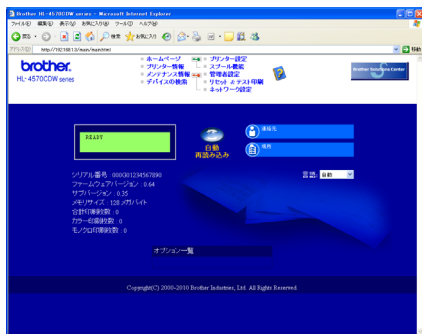 Brother HL-4570CDW series - Microsoft Internet Explorer
ファイル(F) 編集(E) 表示(V) お気に入り(A) ツール(T) ヘルプ(H)
戻る 検索 お気に入り
アドレス(D) http://192.168.1.3/main/main.html 移動
brother.
HL-4570CDW series
ホームページ
プリンター情報
メンテナンス情報
デバイスの検索
プリンター設定
スプール機能
管理者設定
リセット & テスト印刷
ネットワーク設定
Brother Solutions Center
READY
自動
再読み込み
連絡先
場所
シリアル番号 : 000G01234567890
ファームウェアバージョン : 0.64
サブバージョン : 0.35
メモリサイズ : 128 メガバイト
合計印刷枚数 : 0
カラー印刷枚数 : 0
モノクロ印刷枚数 : 0
言語: 自動
オプション一覧
Copyright(C) 2000-2010 Brother Industries, Ltd. All Rights Reserved.